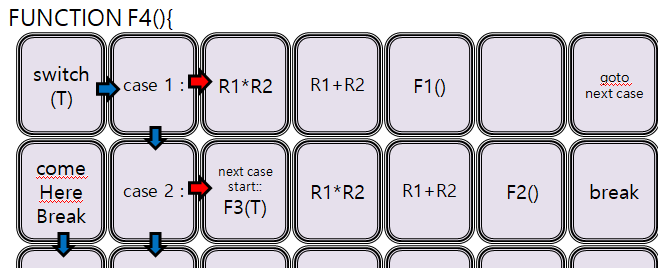 FUNCTION F4(){
switch
(T)
case 1 :
R1*R2
R1+R2
F1()
goto
next case
come
Here
Break
case 2 :
next case
start::
F3(T)
R1*R2
R1+R2
F2()
break